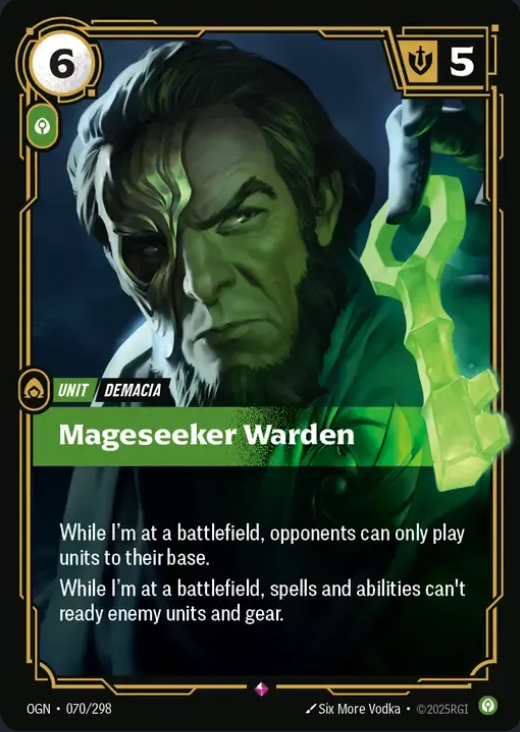 6
5
UNIT / DEMACIA
Mageseeker Warden
While I'm at a battlefield, opponents can only play
units to their base.
While I'm at a battlefield, spells and abilities can't
ready enemy units and gear.
OGN • 070/298
Six More Vodka • ©2025RGI